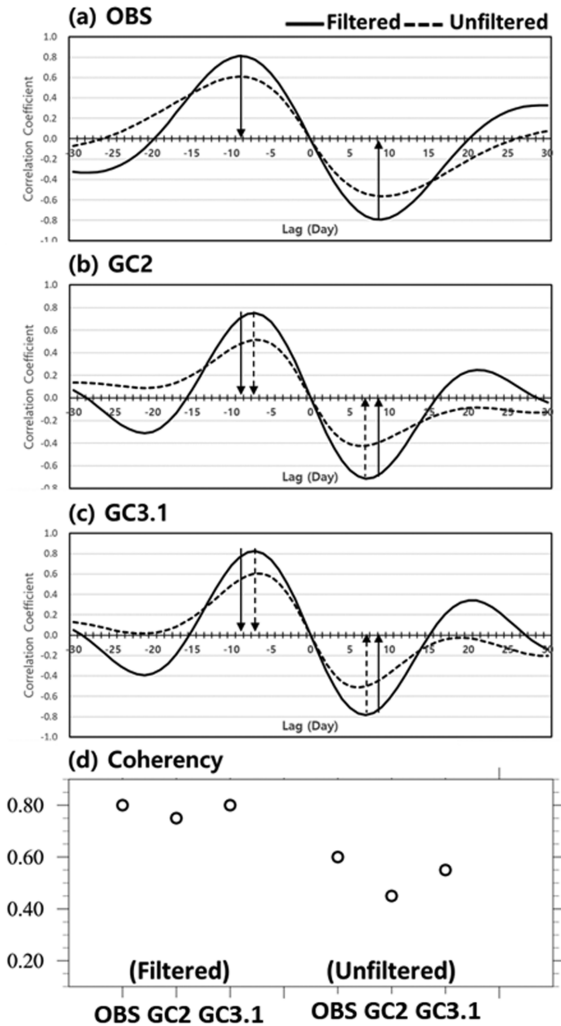 (a) OBS
Filtered Unfiltered
1.0
0.8
0.6
0.4
0.2
0.0
-0.2
-0.4
-0.6
-0.8
-1.0
Correlation Coefficient
-30 -25 -20 -15 -10 -5 0 5 10 15 20 25 30
Lag (Day)
(b) GC2
1.0
0.8
0.6
0.4
0.2
0.0
-0.2
-0.4
-0.6
-0.8
Correlation Coefficient
-30 -25 -20 -15 -10 -5 0 5 10 15 20 25 30
Lag (Day)
(c) GC3.1
1.0
0.8
0.6
0.4
0.2
0.0
-0.2
-0.4
-0.6
-0.8
-1.0
Correlation Coefficient
-30 -25 -20 -15 -10 -5 0 5 10 15 20 25 30
Lag (Day)
(d) Coherency
0.80
0.60
0.40
0.20
(Filtered) (Unfiltered)
OBS GC2 GC3.1 OBS GC2 GC3.1